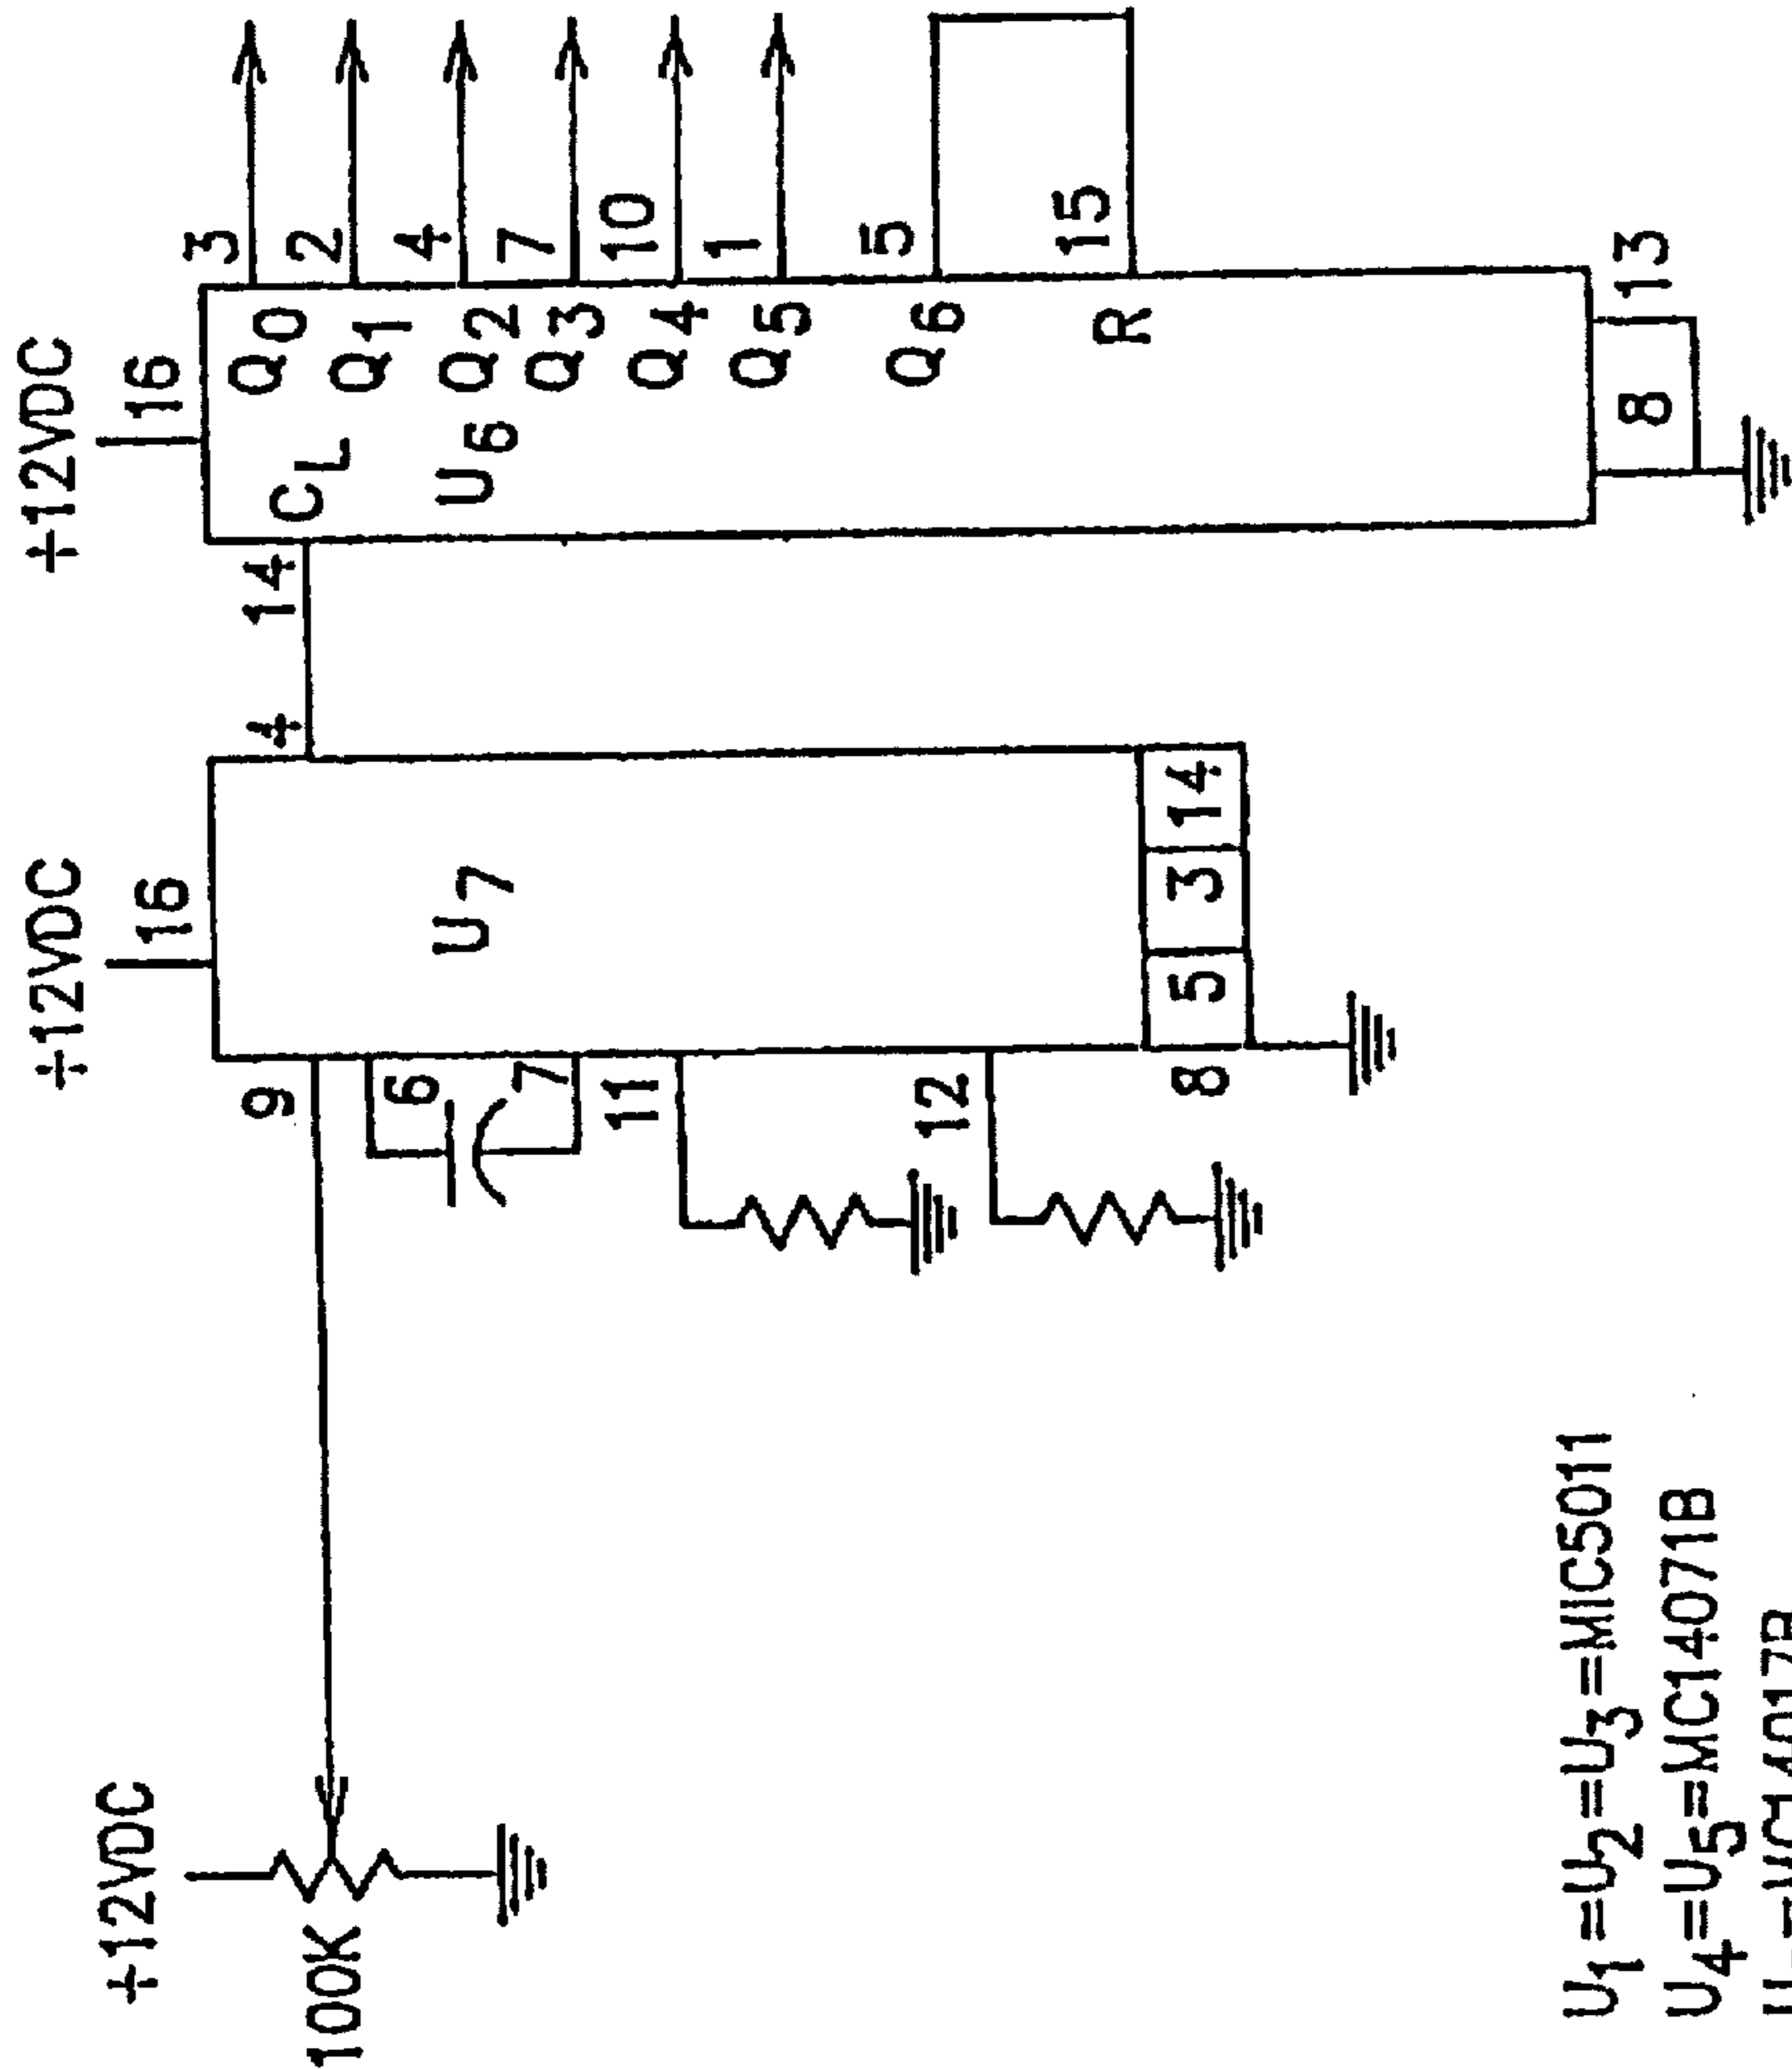 +12VDC
100K
+12VDC
16
9
6
7
11
12
8
U7
4
5 3 14
+12VDC
16
14
CL
U6
Q0 3
Q1 2
Q2 4
Q3 7
Q4 10
Q5 1
Q6 5
R 15
8
13
U1=U2=U3=MIC5011
U4=U5=MC14071B
=MC14017B